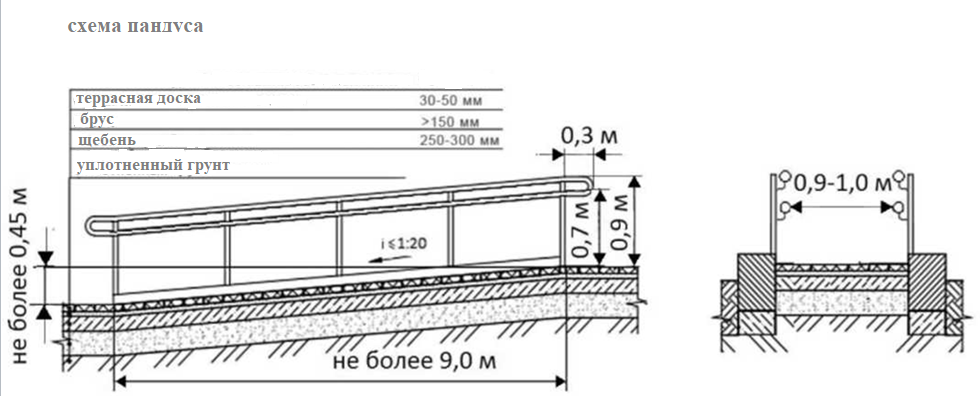 схема пандуса
террасная доска 30-50 мм
брус >150 мм
щебень 250-300 мм
уплотненный грунт
0,3 м
0,9-1,0 м
не более 0,45 м
i ≤ 1:20
0,7 м
0,9 м
не более 9,0 м